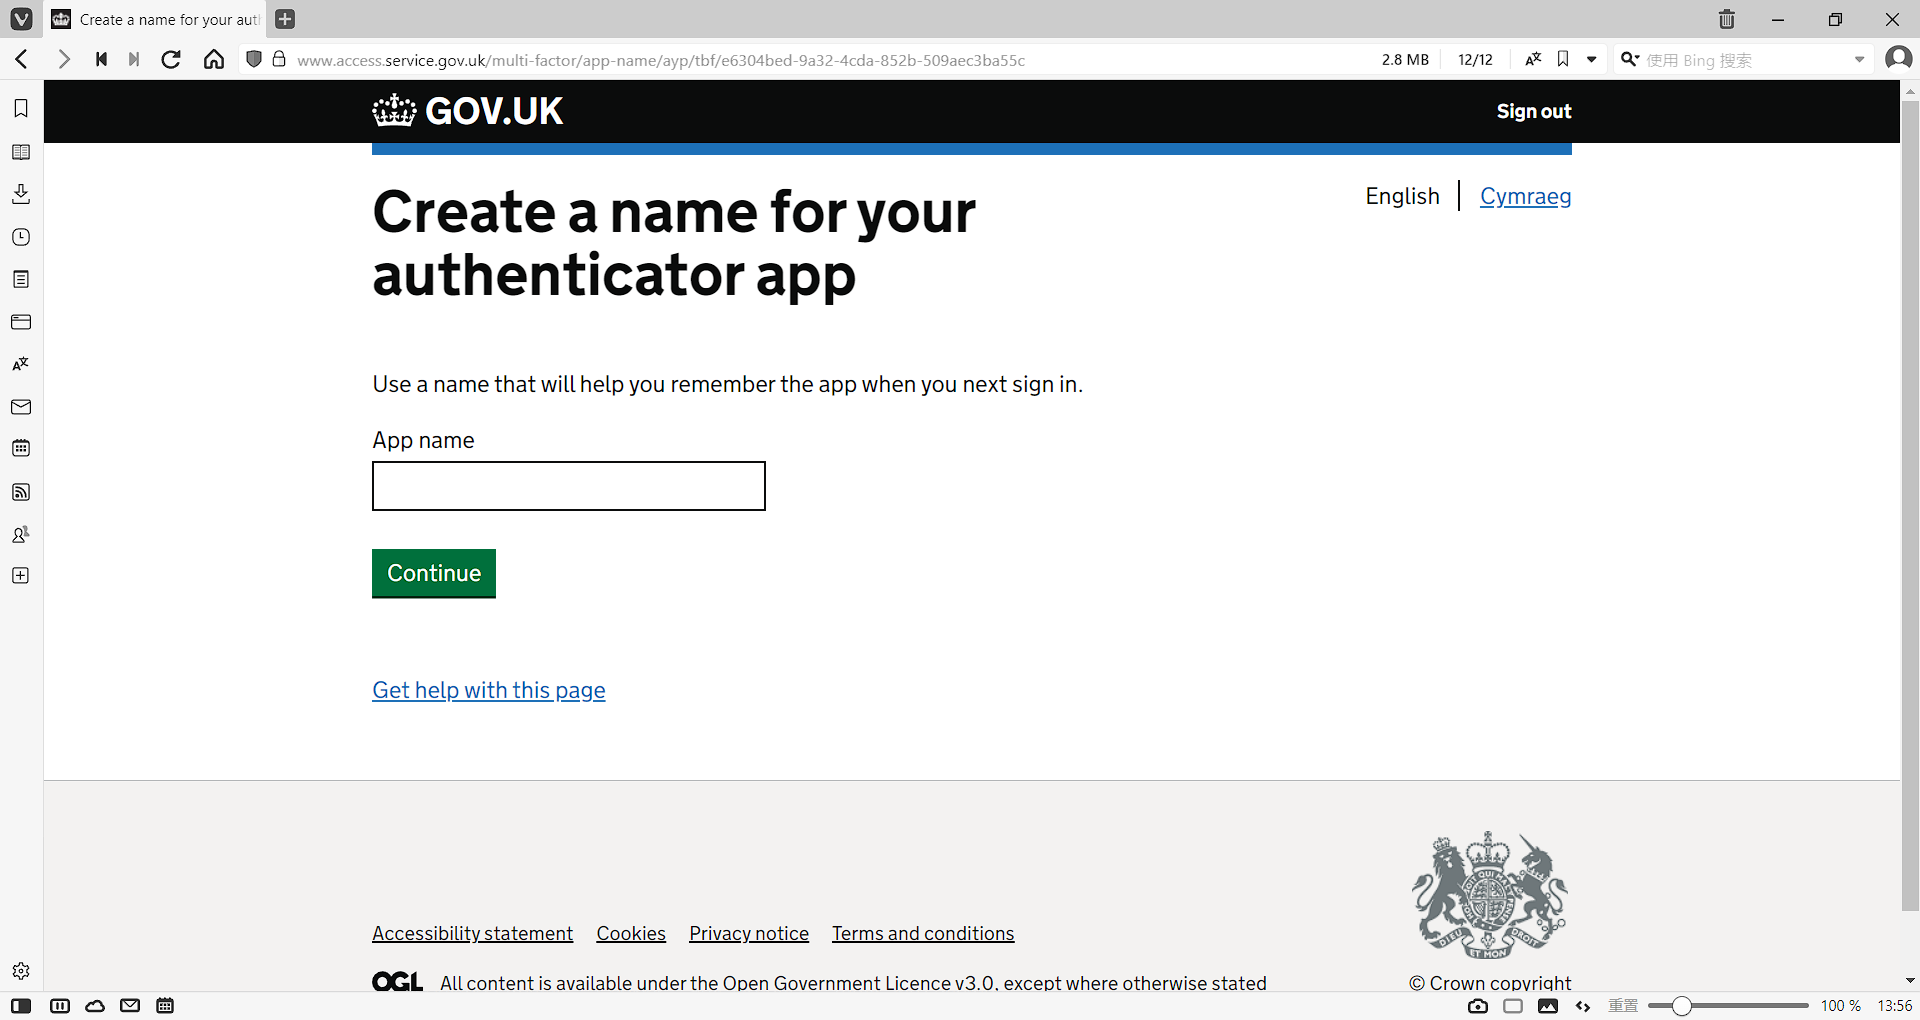 Create a name for your aut
www.access.service.gov.uk/multi-factor/app-name/ayp/tbf/e6304bed-9a32-4cda-852b-509aec3ba55c
2.8 MB
12/12
使用 Bing 搜索
GOV.UK
Sign out
English
Cymraeg
Create a name for your
authenticator app
Use a name that will help you remember the app when you next sign in.
App name
Continue
Get help with this page
Accessibility statement
Cookies
Privacy notice
Terms and conditions
OGL
All content is available under the Open Government Licence v3.0, except where otherwise stated
DIEU ET MON DROIT
© Crown copyright
重置
100 %
13:56